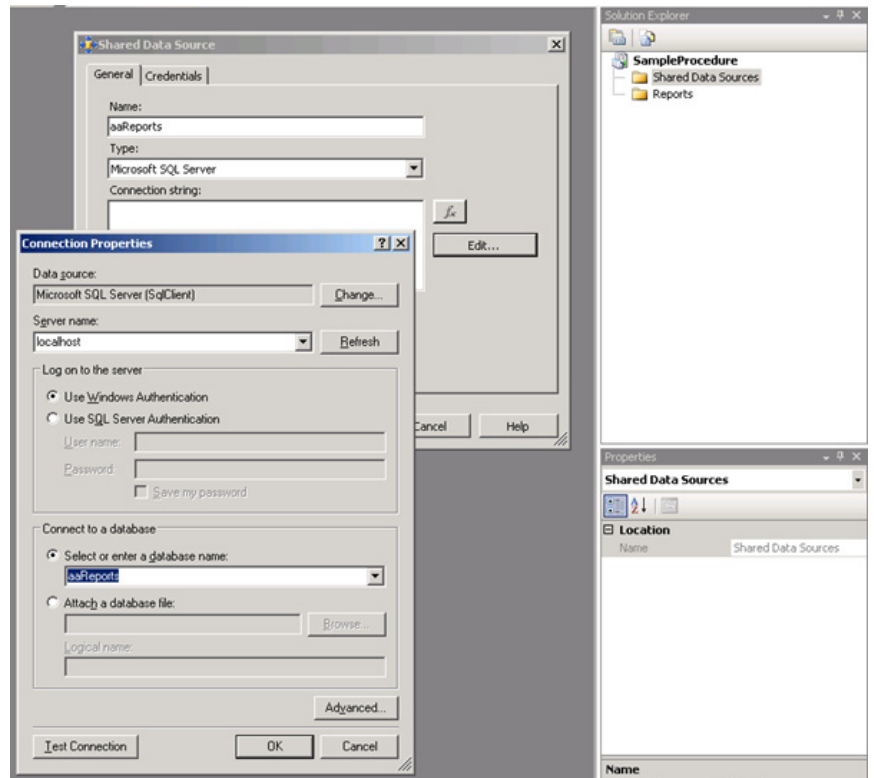 Shared Data Source
General
Credentials
Name:
aaReports
Type:
Microsoft SQL Server
Connection string:
fx
Edit...
Cancel
Help
Connection Properties
Data source:
Microsoft SQL Server (SqlClient)
Change...
Server name:
localhost
Refresh
Log on to the server
Use Windows Authentication
Use SQL Server Authentication
User name:
Password:
Save my password
Connect to a database
Select or enter a database name:
aaReports
Attach a database file:
Browse...
Logical name:
Advanced...
Test Connection
OK
Cancel
Solution Explorer
SampleProcedure
Shared Data Sources
Reports
Properties
Shared Data Sources
Location
Name Shared Data Sources
Name